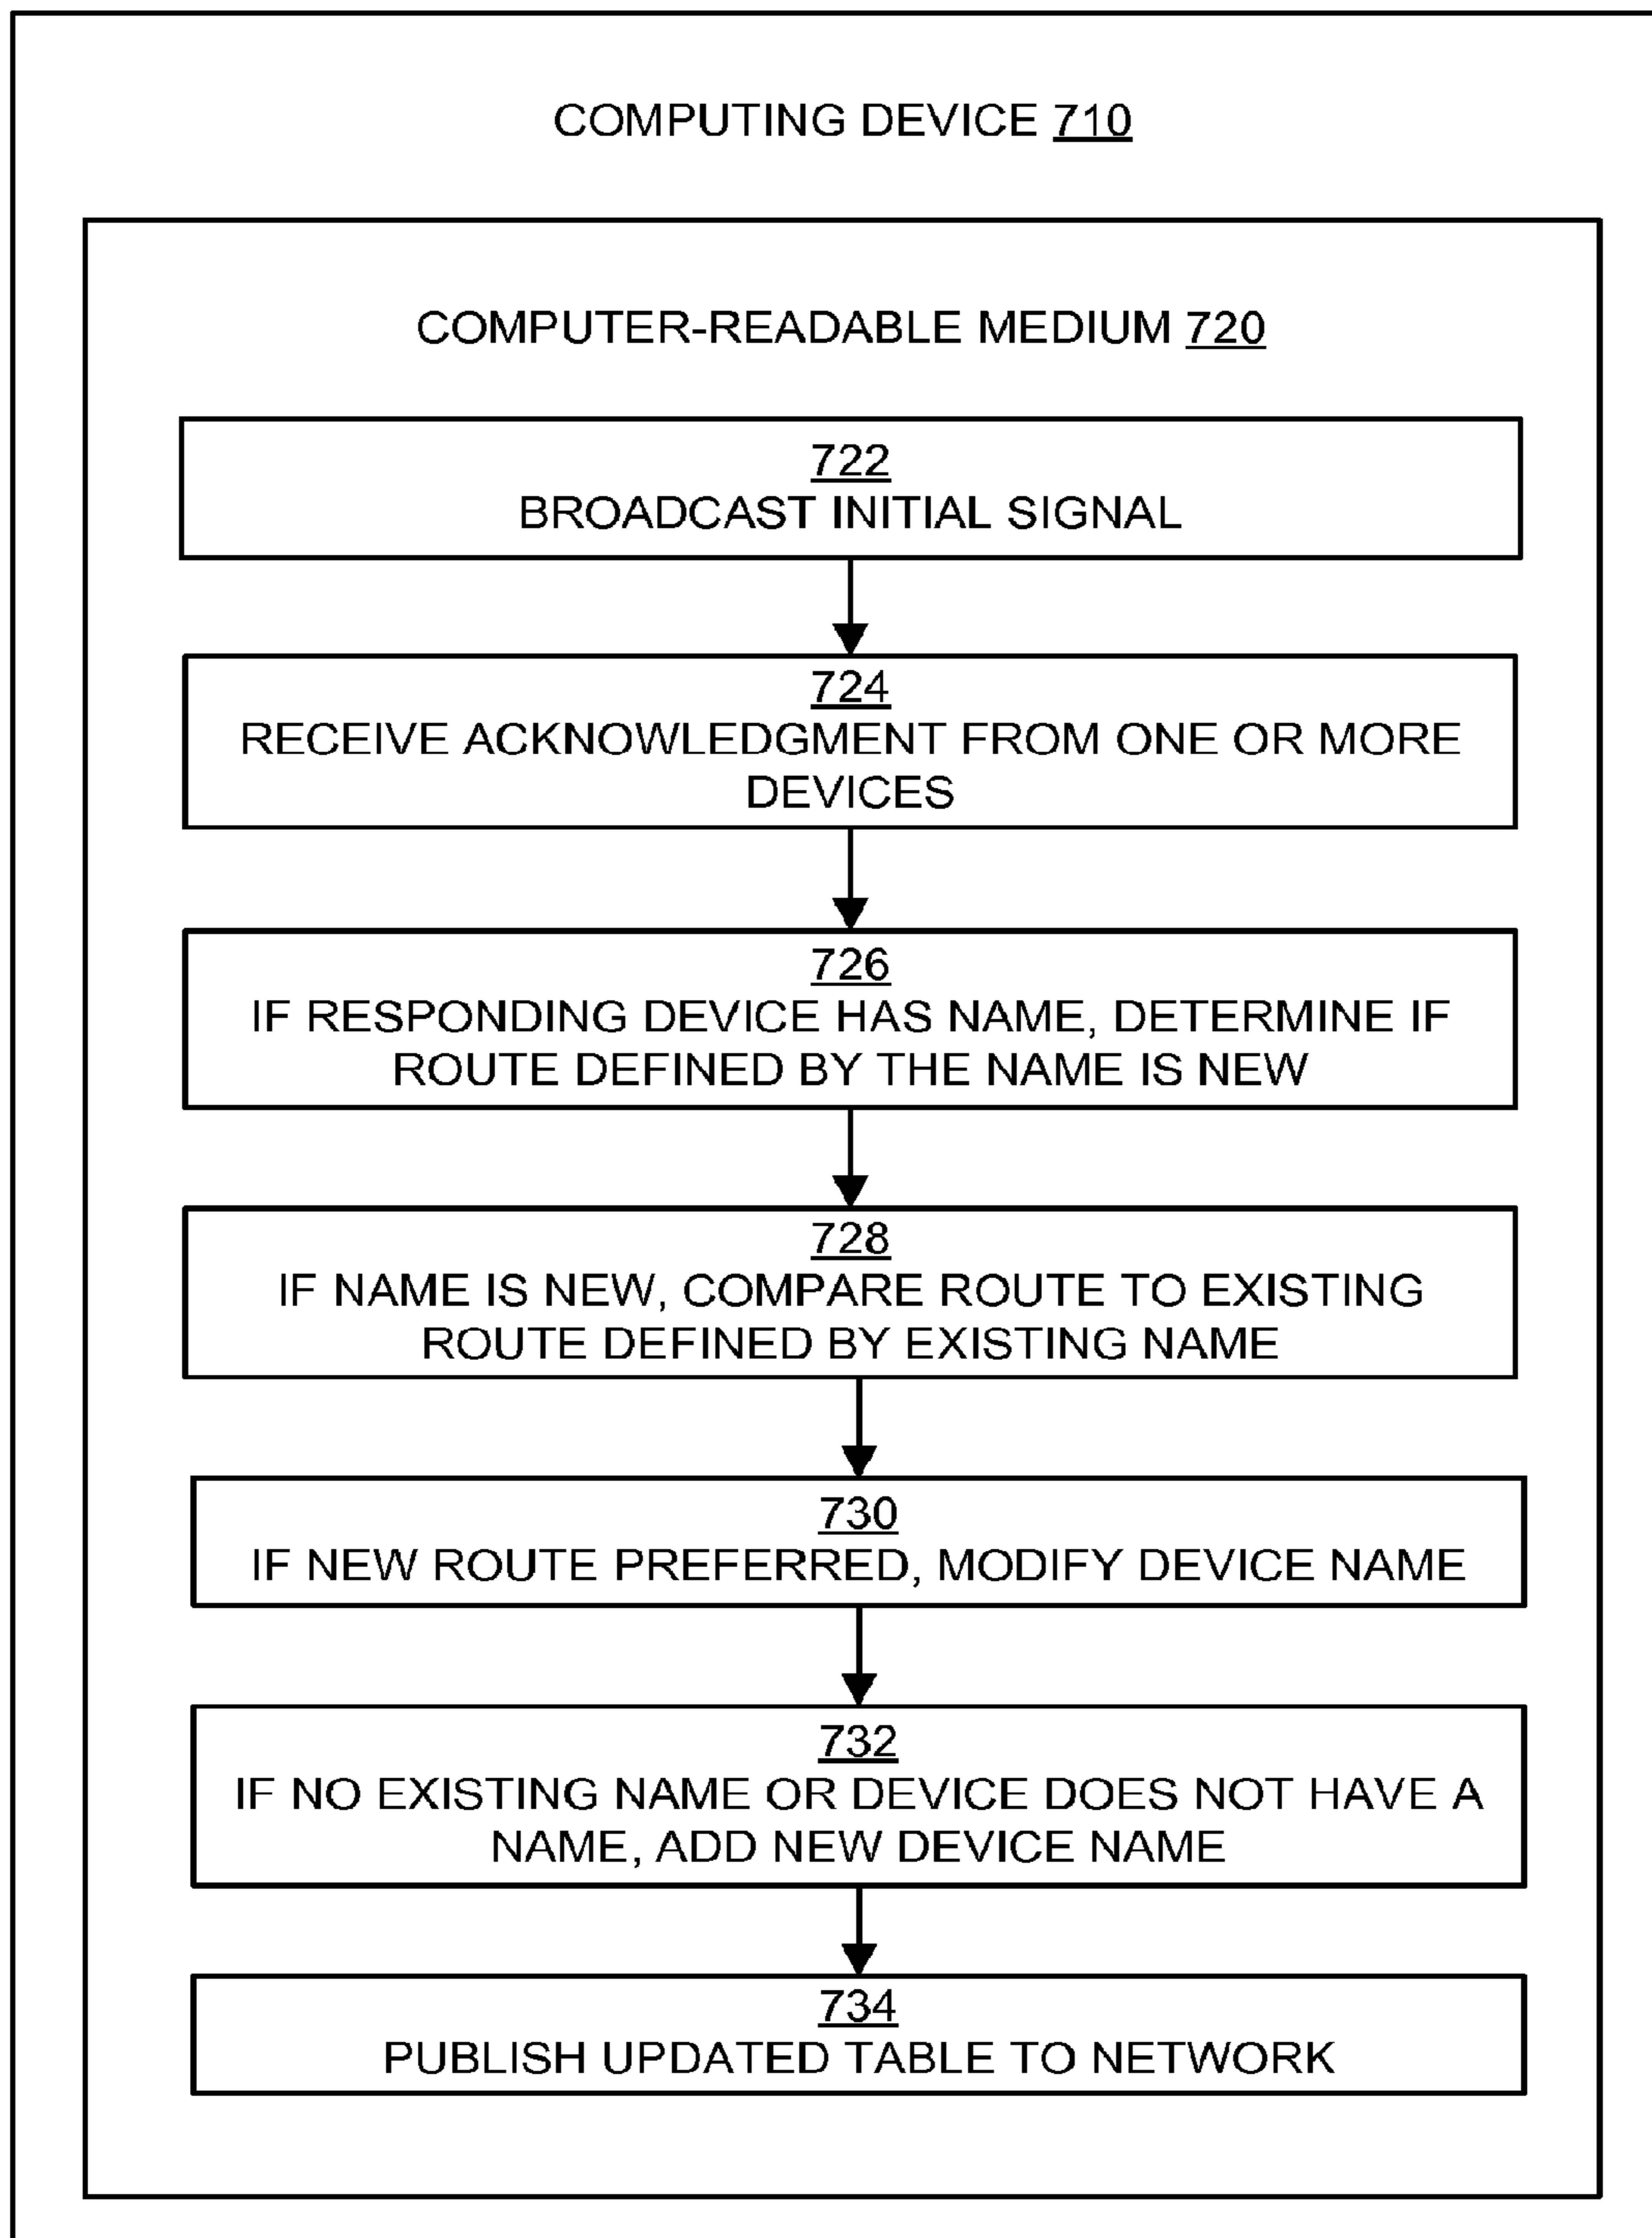 COMPUTING DEVICE 710
COMPUTER-READABLE MEDIUM 720
722
BROADCAST INITIAL SIGNAL
724
RECEIVE ACKNOWLEDGMENT FROM ONE OR MORE
DEVICES
726
IF RESPONDING DEVICE HAS NAME, DETERMINE IF
ROUTE DEFINED BY THE NAME IS NEW
728
IF NAME IS NEW, COMPARE ROUTE TO EXISTING
ROUTE DEFINED BY EXISTING NAME
730
IF NEW ROUTE PREFERRED, MODIFY DEVICE NAME
732
IF NO EXISTING NAME OR DEVICE DOES NOT HAVE A
NAME, ADD NEW DEVICE NAME
734
PUBLISH UPDATED TABLE TO NETWORK